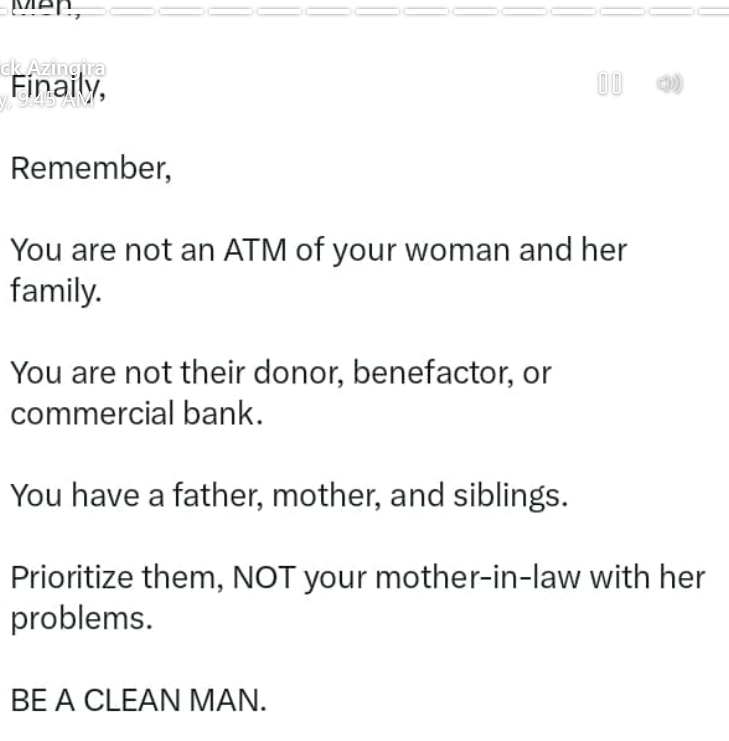 Men,
ck Azingira
Finally,
y, 9:45 AM
Remember,
You are not an ATM of your woman and her
family.
You are not their donor, benefactor, or
commercial bank.
You have a father, mother, and siblings.
Prioritize them, NOT your mother-in-law with her
problems.
BE A CLEAN MAN.